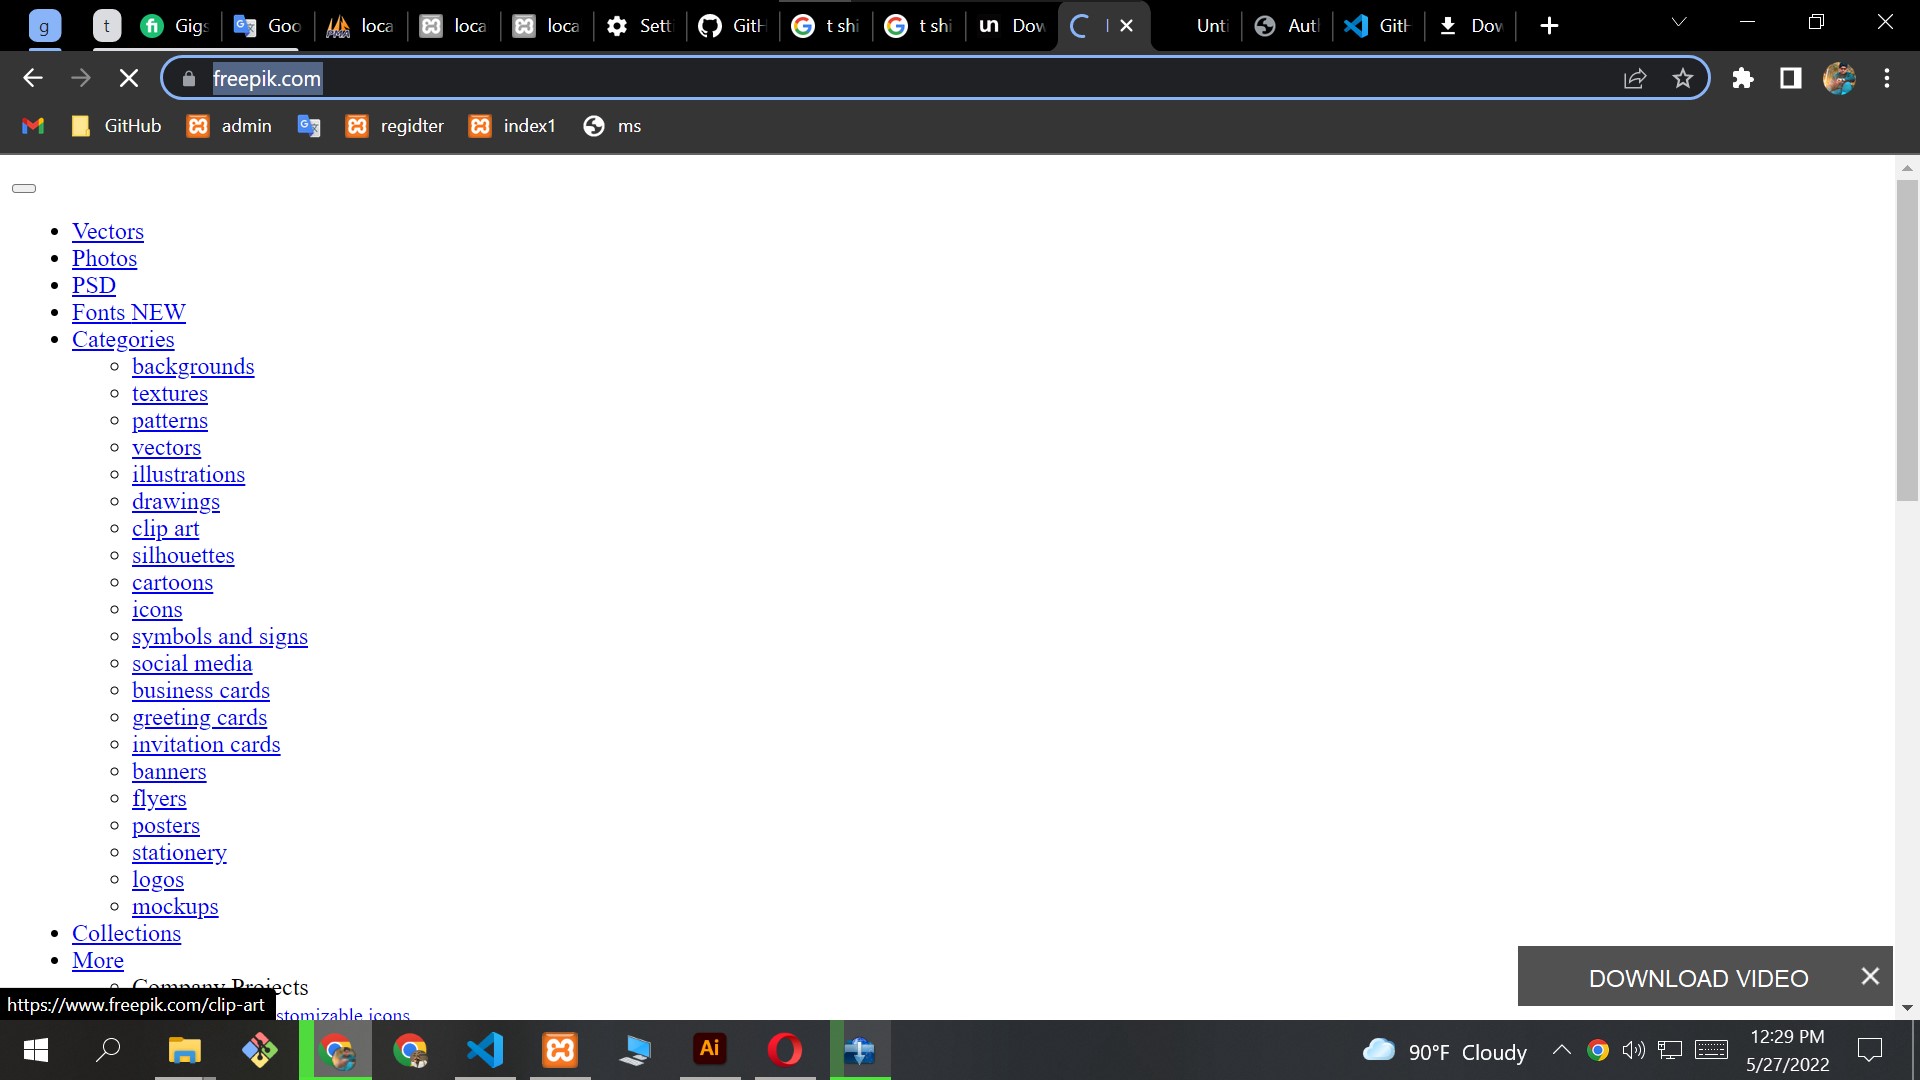 g
t
Gigs
Goo
loca
loca
loca
Setti
GitH
t shi
t shi
un
Dow
Unti
Auth
GitH
Dow
freepik.com
GitHub
admin
regidter
index1
ms
Vectors
Photos
PSD
Fonts NEW
Categories
backgrounds
textures
patterns
vectors
illustrations
drawings
clip art
silhouettes
cartoons
icons
symbols and signs
social media
business cards
greeting cards
invitation cards
banners
flyers
posters
stationery
logos
mockups
Collections
More
Company Projects
stomizable icons
https://www.freepik.com/clip-art
DOWNLOAD VIDEO
Ai
90°F Cloudy
12:29 PM
5/27/2022